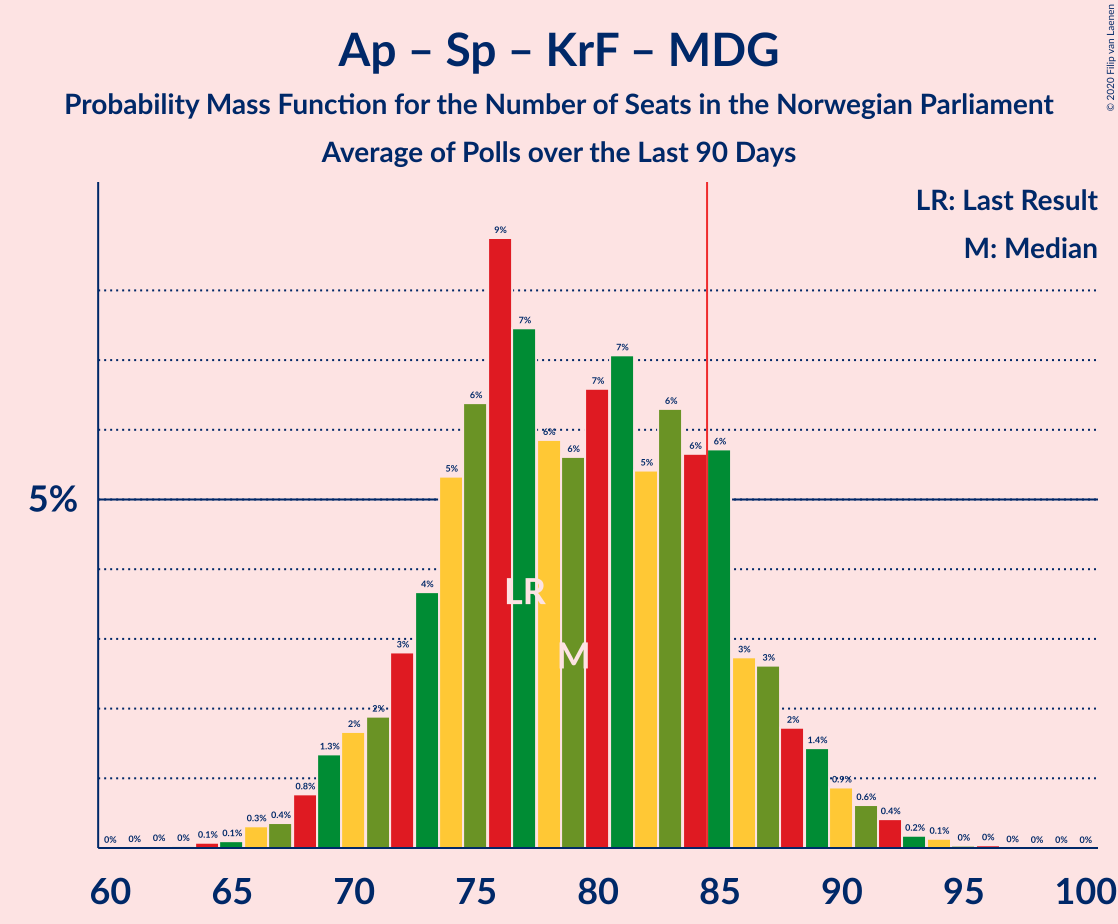 Ap – Sp – KrF – MDG
Probability Mass Function for the Number of Seats in the Norwegian Parliament
Average of Polls over the Last 90 Days
© 2020 Filip van Laenen
LR: Last Result
M: Median
5%
0% 0% 0% 0% 0.1% 0.1% 0.3% 0.4% 0.8% 1.3% 2% 2% 3% 4% 5% 6% 9% 7% 6% 6% 7% 7% 5% 6% 6% 6% 3% 3% 2% 1.4% 0.9% 0.6% 0.4% 0.2% 0.1% 0% 0% 0% 0% 0% 0%
LR
M
60 65 70 75 80 85 90 95 100